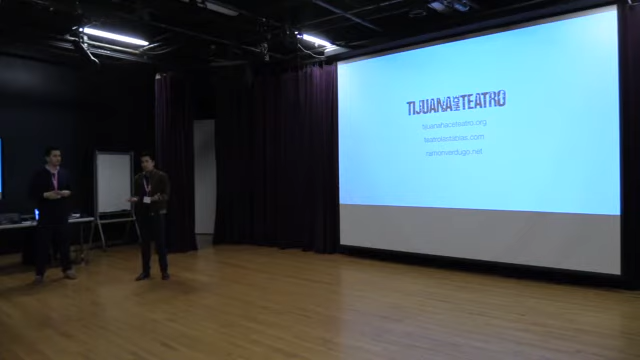 TIJUANA HACE TEATRO
tijuanahaceteatro.org
teatrolastablas.com
ramonverdugo.net